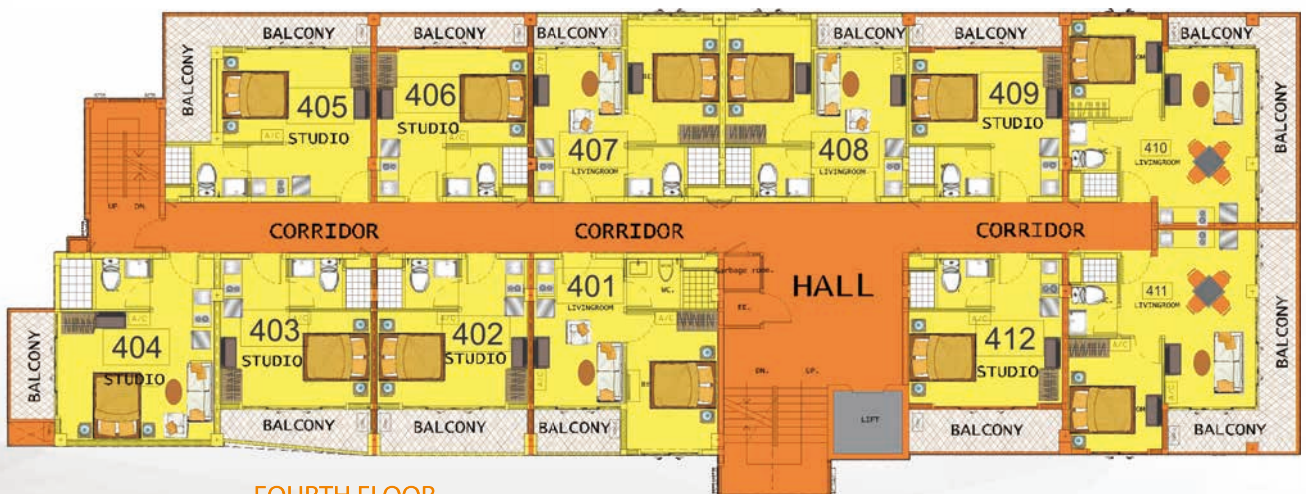 BALCONY
BALCONY
BALCONY
BALCONY
BALCONY
BALCONY
BALCONY
BALCONY
405
STUDIO
406
STUDIO
407
LIVINGROOM
408
LIVINGROOM
409
STUDIO
410
LIVINGROOM
A/C
A/C
UP. DN.
CORRIDOR
CORRIDOR
CORRIDOR
Garbage room.
EE.
HALL
DN. UP.
LIFT
401
LIVINGROOM
WC.
A/C
402
STUDIO
A/C
403
STUDIO
A/C
404
STUDIO
A/C
411
LIVINGROOM
A/C
412
STUDIO
A/C
BALCONY
BALCONY
BALCONY
BALCONY
BALCONY
BALCONY
BALCONY
FOURTH FLOOR